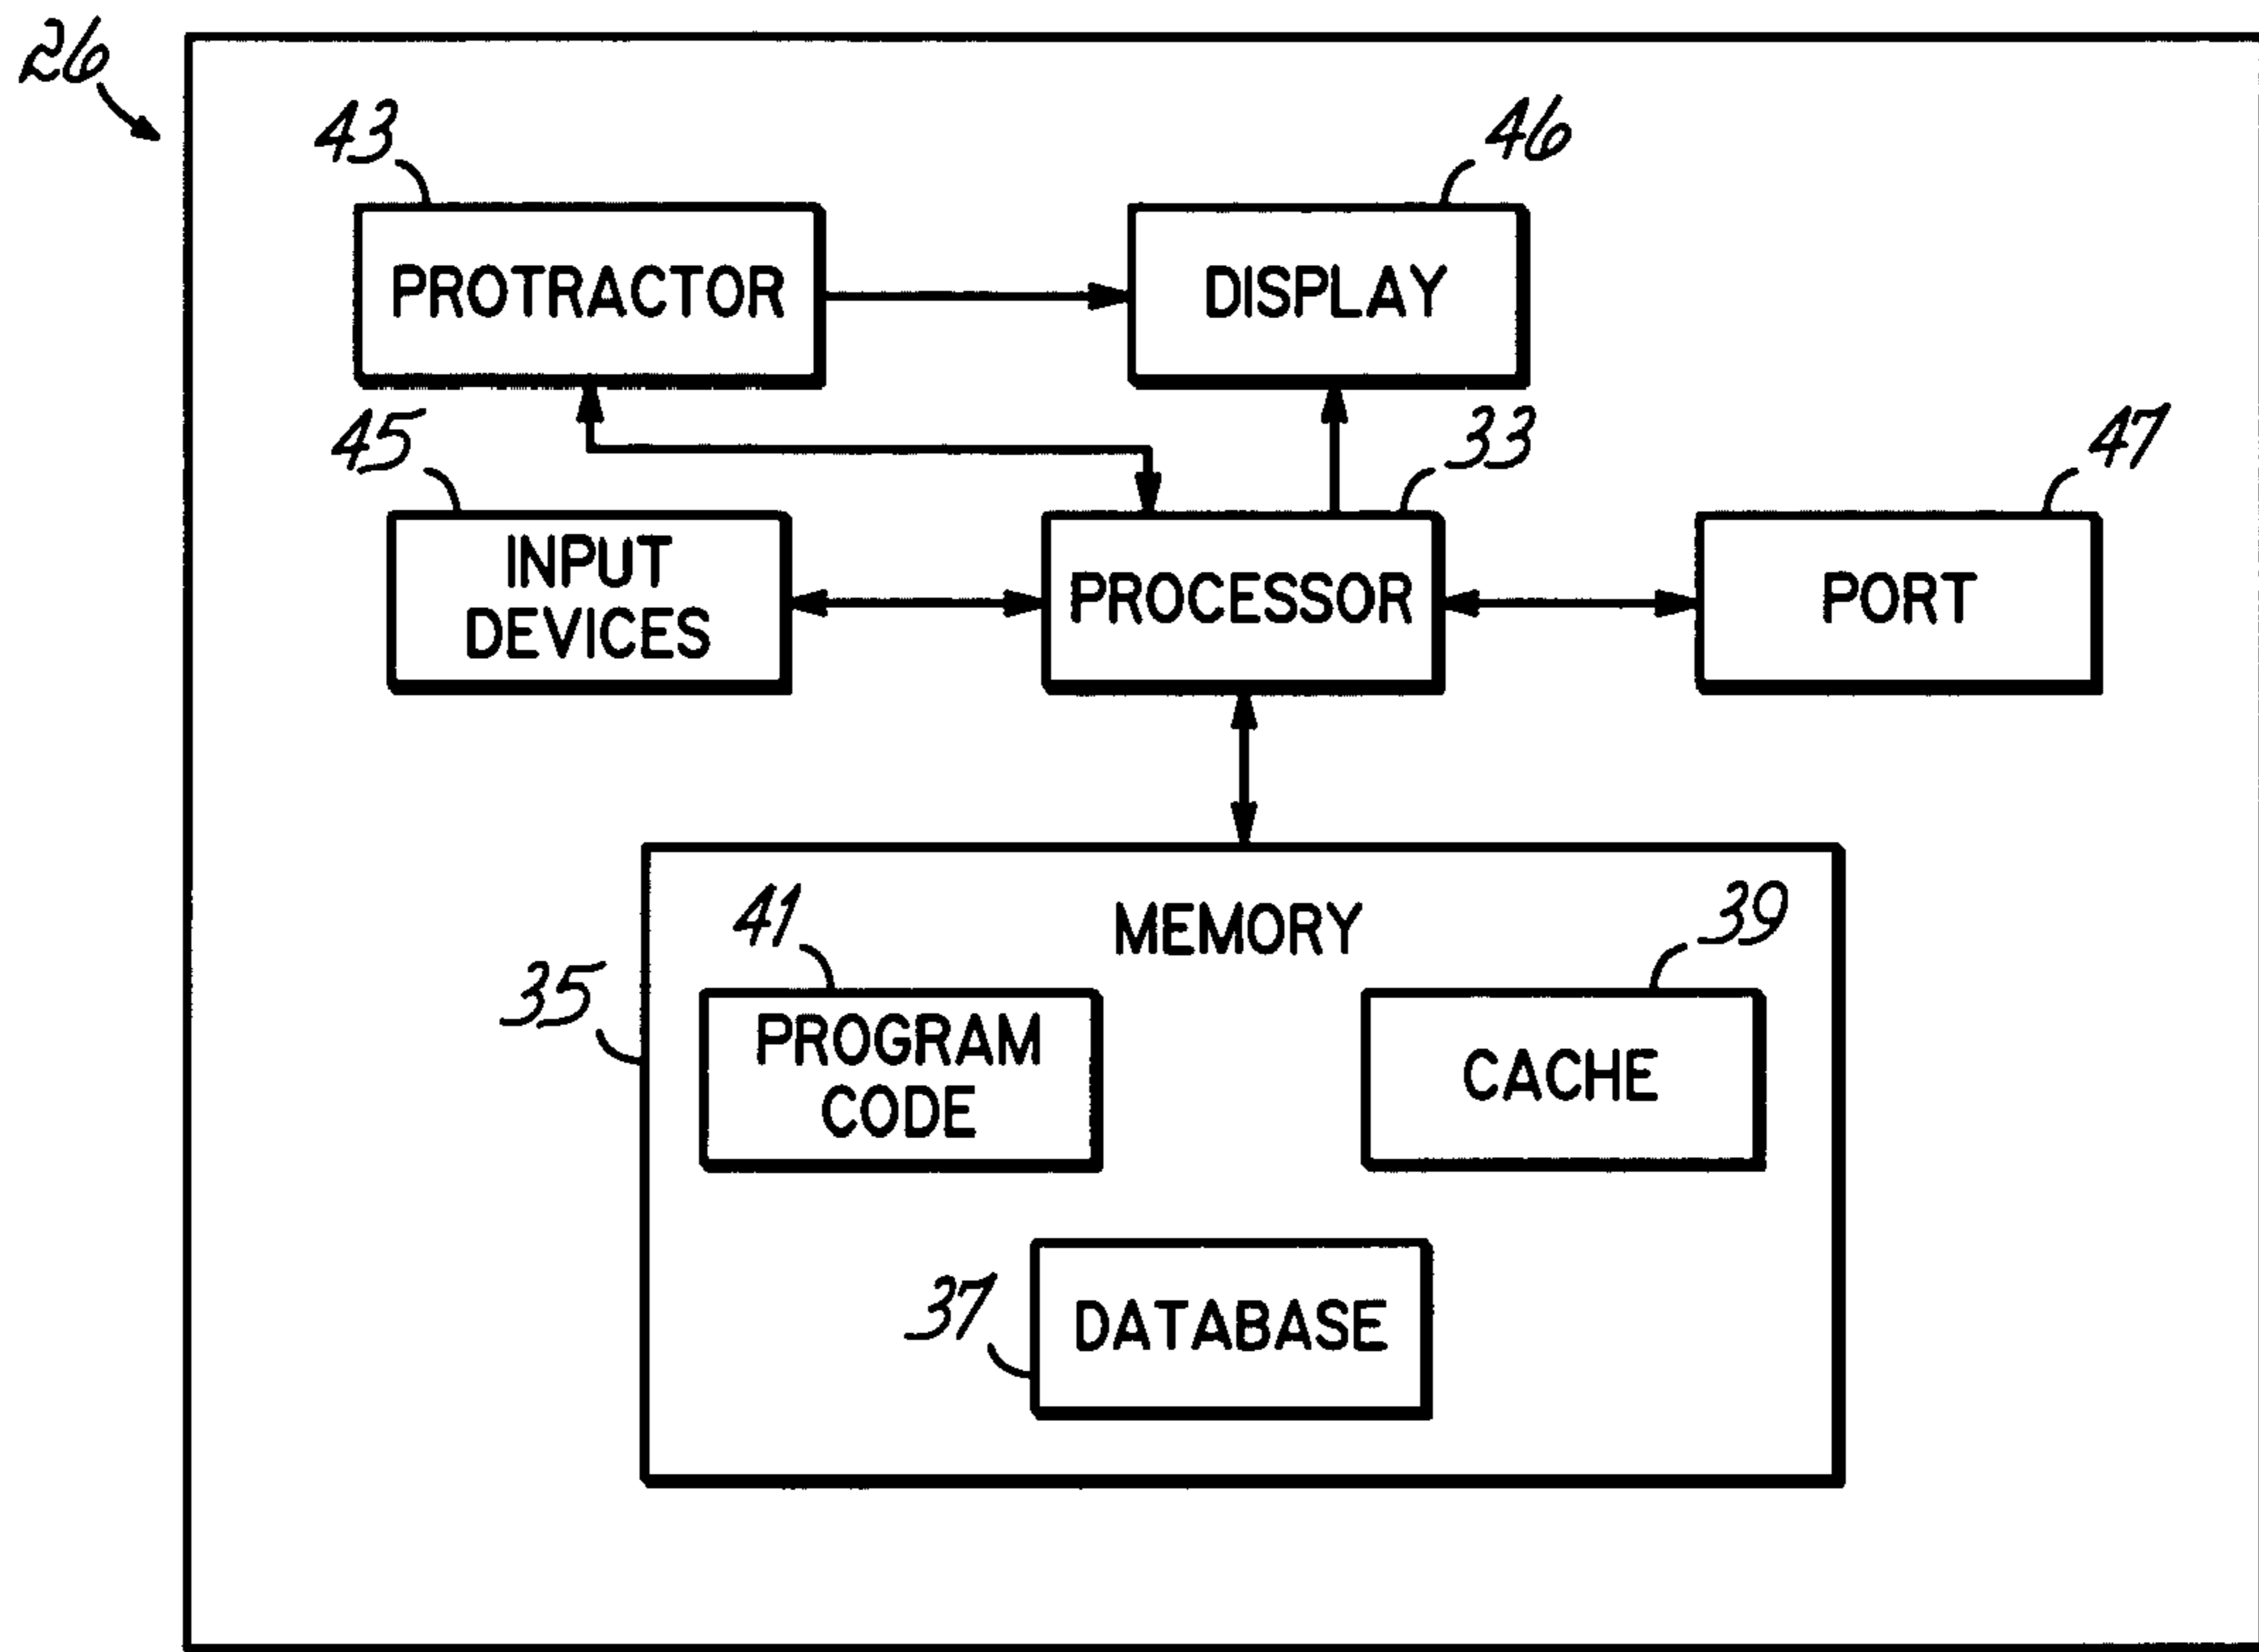 26
43
46
PROTRACTOR
DISPLAY
45
33
47
INPUT
DEVICES
PROCESSOR
PORT
MEMORY
41
39
35
PROGRAM
CODE
CACHE
37
DATABASE